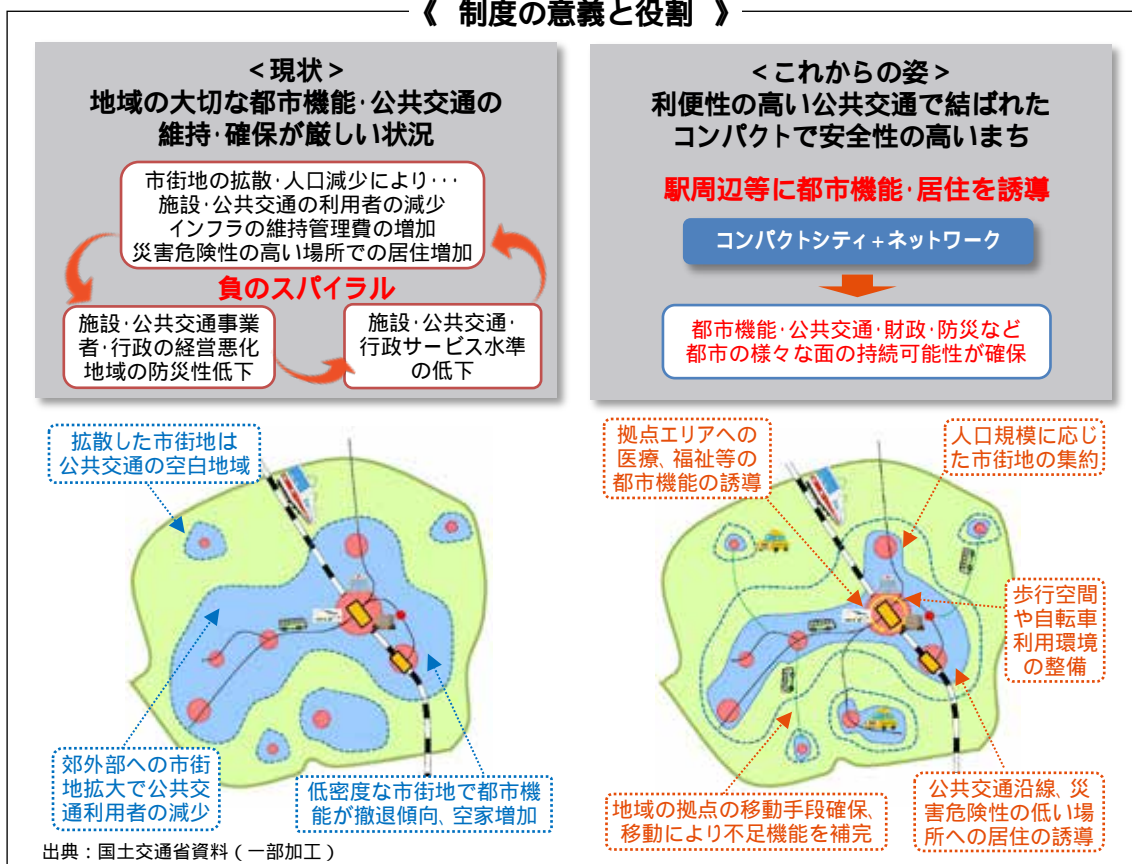 《 制度の意義と役割 》
<現状>
地域の大切な都市機能･公共交通の
維持･確保が厳しい状況
市街地の拡散･人口減少により･･･
施設･公共交通の利用者の減少
インフラの維持管理費の増加
災害危険性の高い場所での居住増加
負のスパイラル
施設･公共交通事業
者･行政の経営悪化
地域の防災性低下
施設･公共交通･
行政サービス水準
の低下
<これからの姿>
利便性の高い公共交通で結ばれた
コンパクトで安全性の高いまち
駅周辺等に都市機能･居住を誘導
コンパクトシティ+ネットワーク
都市機能･公共交通･財政･防災など
都市の様々な面の持続可能性が確保
拡散した市街地は
公共交通の空白地域
郊外部への市街
地拡大で公共交
通利用者の減少
低密度な市街地で都市機
能が撤退傾向､空家増加
拠点エリアへの
医療､福祉等の
都市機能の誘導
人口規模に応じ
た市街地の集約
歩行空間
や自転車
利用環境
の整備
地域の拠点の移動手段確保､
移動により不足機能を補完
公共交通沿線､災
害危険性の低い場
所への居住の誘導
出典：国土交通省資料（一部加工）